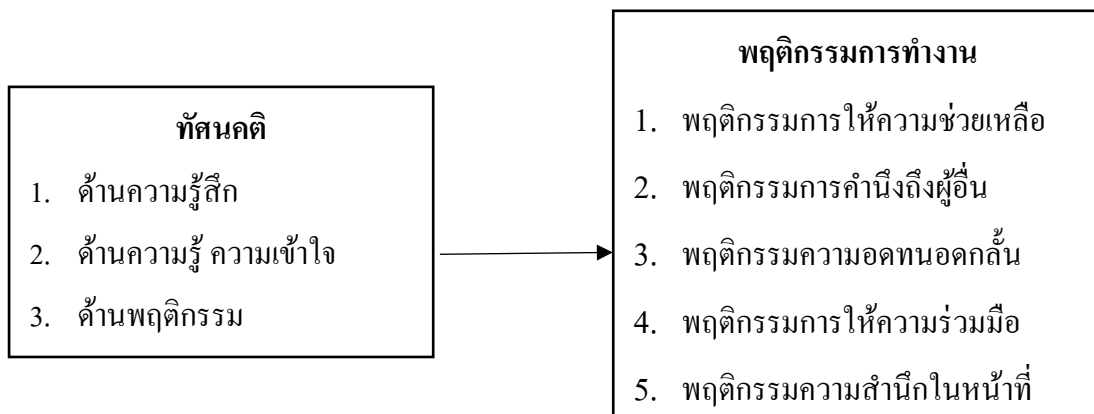 ทัศนคติ
1. ด้านความรู้สึก
2. ด้านความรู้ ความเข้าใจ
3. ด้านพฤติกรรม
พฤติกรรมการทำงาน
1. พฤติกรรมการให้ความช่วยเหลือ
2. พฤติกรรมการคำนึงถึงผู้อื่น
3. พฤติกรรมความอดทนอดกลั้น
4. พฤติกรรมการให้ความร่วมมือ
5. พฤติกรรมความสำนึกในหน้าที่